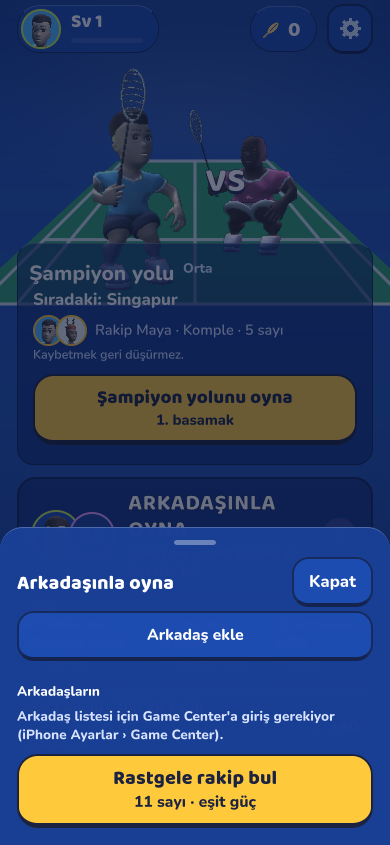 Sv 1
0
VS
Şampiyon yolu Orta
Sıradaki: Singapur
Rakip Maya · Komple · 5 sayı
Kaybetmek geri düşürmez.
Şampiyon yolunu oyna
1. basamak
ARKADAŞINLA
OYNA
Arkadaşınla oyna
Kapat
Arkadaş ekle
Arkadaşların
Arkadaş listesi için Game Center'a giriş gerekiyor
(iPhone Ayarlar › Game Center).
Rastgele rakip bul
11 sayı · eşit güç